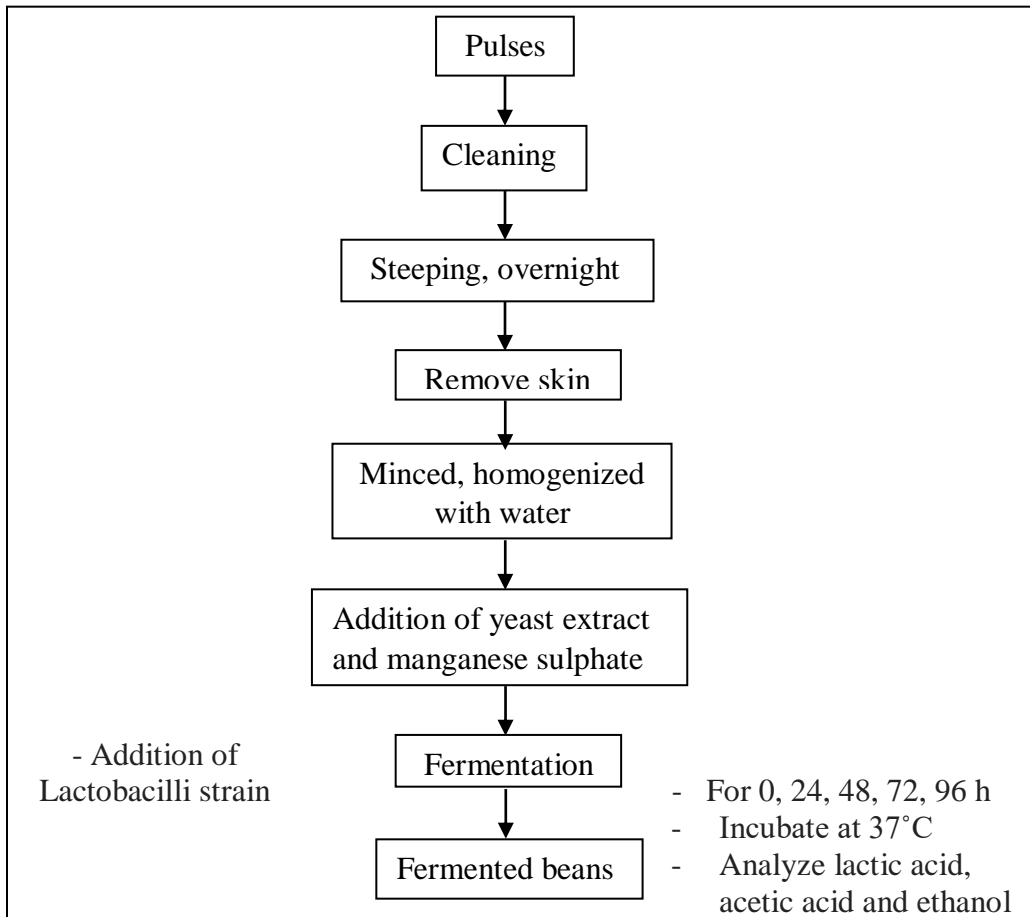 Pulses
Cleaning
Steeping, overnight
Remove skin
Minced, homogenized
with water
Addition of yeast extract
and manganese sulphate
- Addition of
Lactobacilli strain
Fermentation
- For 0, 24, 48, 72, 96 h
- Incubate at 37˚C
- Analyze lactic acid,
acetic acid and ethanol
Fermented beans